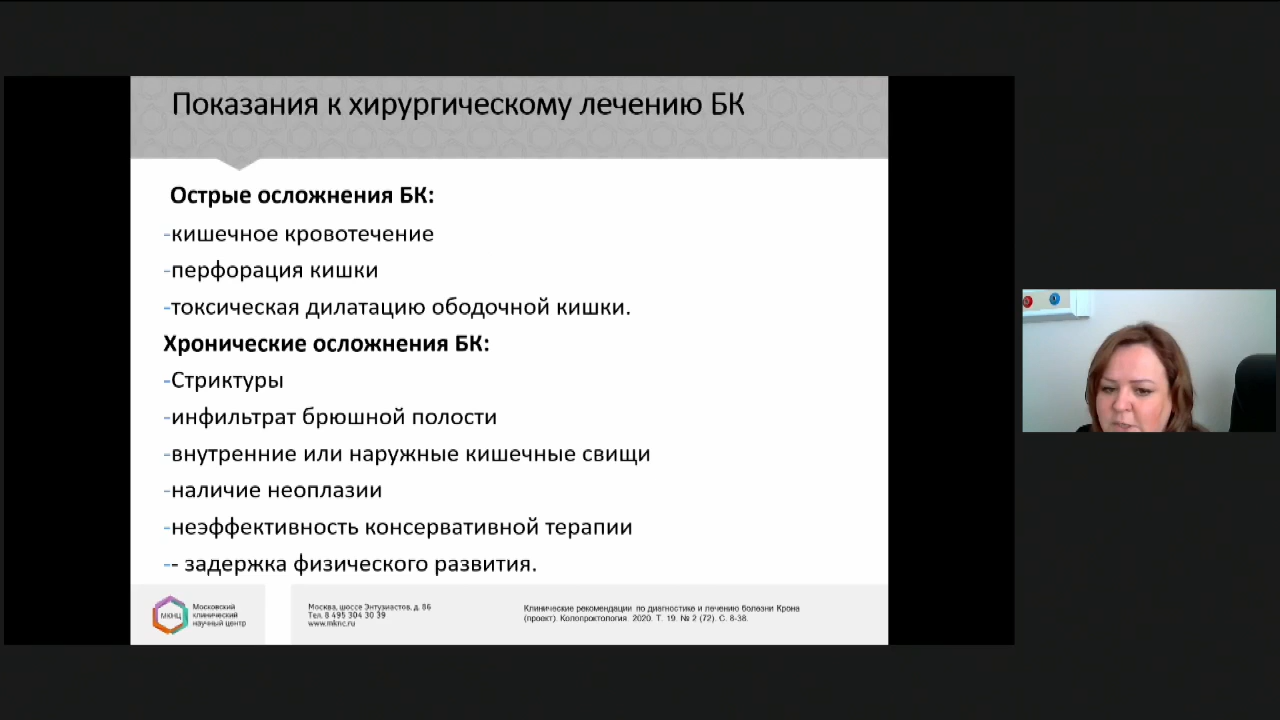 Показания к хирургическому лечению БК
Острые осложнения БК:
-кишечное кровотечение
-перфорация кишки
-токсическая дилатацию ободочной кишки.
Хронические осложнения БК:
-Стриктуры
-инфильтрат брюшной полости
-внутренние или наружные кишечные свищи
-наличие неоплазии
-неэффективность консервативной терапии
-- задержка физического развития.
МКНЦ
Московский
клинический
научный центр
Москва, шоссе Энтузиастов, д. 86
Тел. 8 495 304 30 39
www.mknc.ru
Клинические рекомендации по диагностике и лечению болезни Крона
(проект). Колопроктология. 2020. Т. 19. № 2 (72). С. 8-38.